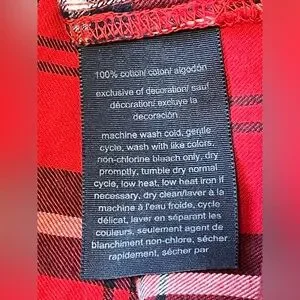 100% cotton/ coton/ algodón
exclusive of decoration/ sauf
décoration/ excluye la
decoración
machine wash cold, gentle
cycle, wash with like colors,
non-chlorine bleach only, dry
promptly, tumble dry normal
cycle, low heat, low heat iron if
necessary, dry clean/laver à la
machine à l'eau froide, cycle
délicat, laver en séparant les
couleurs, seulement agent de
blanchiment non-chlore, sécher
rapidement, sécher par